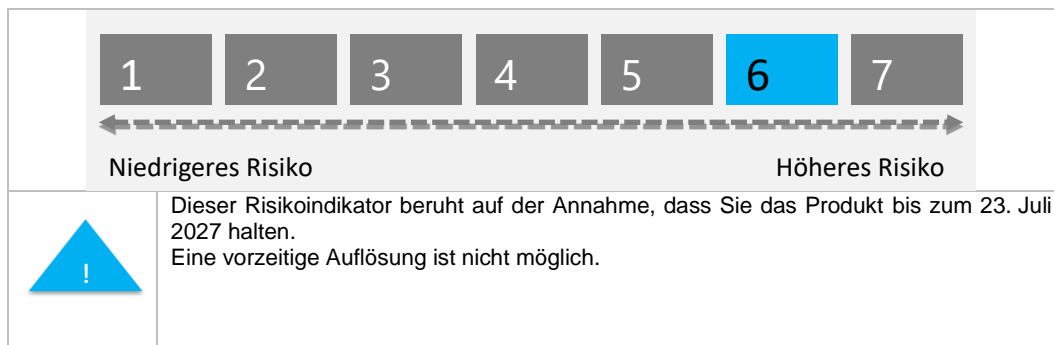 1 2 3 4 5 6 7
Niedrigeres Risiko Höheres Risiko
Dieser Risikoindikator beruht auf der Annahme, dass Sie das Produkt bis zum 23. Juli
2027 halten.
Eine vorzeitige Auflösung ist nicht möglich.
!